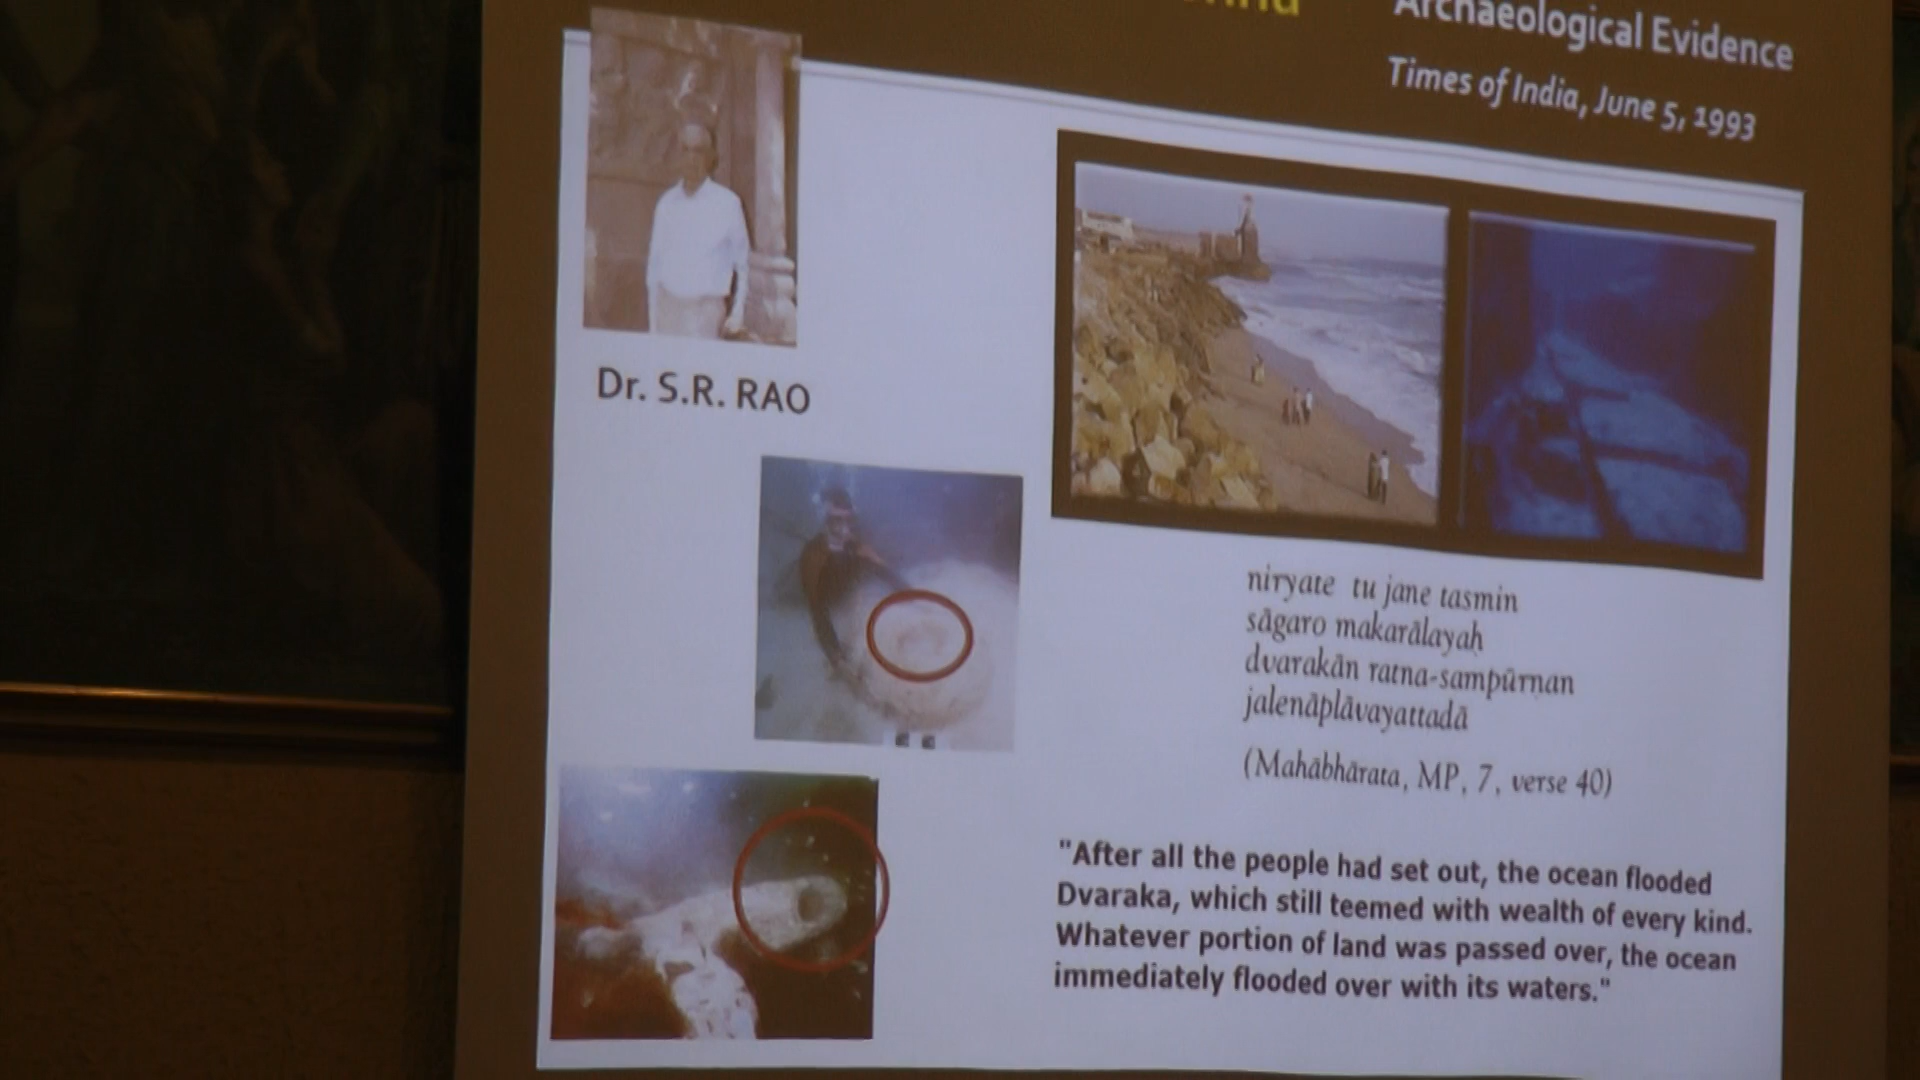 Archaeological Evidence
Times of India, June 5, 1993
Dr. S.R. RAO
niryate tu jane tasmin
sāgaro makarālayaḥ
dvarakān ratna-sampūrṇan
jalenāplāvayattadā
(Mahābhārata, MP, 7, verse 40)
"After all the people had set out, the ocean flooded
Dvaraka, which still teemed with wealth of every kind.
Whatever portion of land was passed over, the ocean
immediately flooded over with its waters."